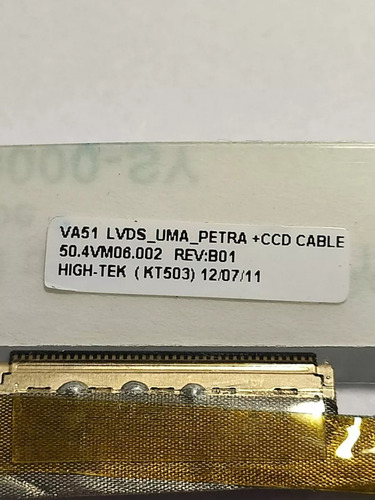 VA51 LVDS_UMA_PETRA +CCD CABLE
50.4VM06.002 REV:B01
HIGH-TEK ( KT503) 12/07/11